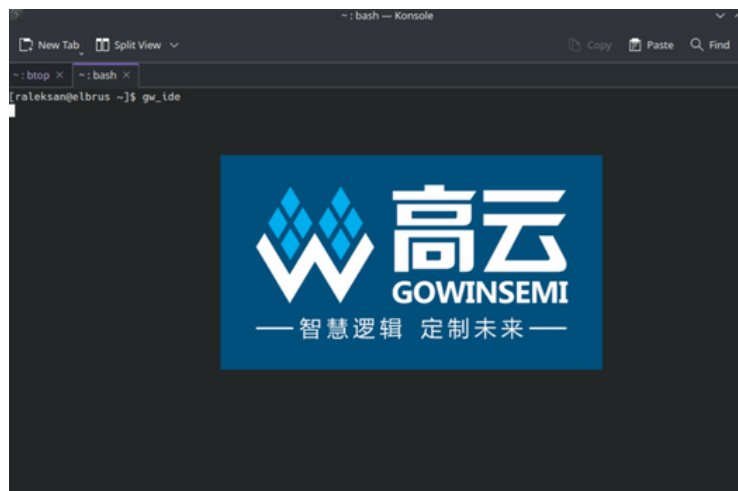 ~ : bash — Konsole
New Tab Split View Copy Paste Find
~ : btop ~ : bash
[raleksan@elbrus ~]$ gw_ide
高云
GOWINSEMI
智慧逻辑 定制未来